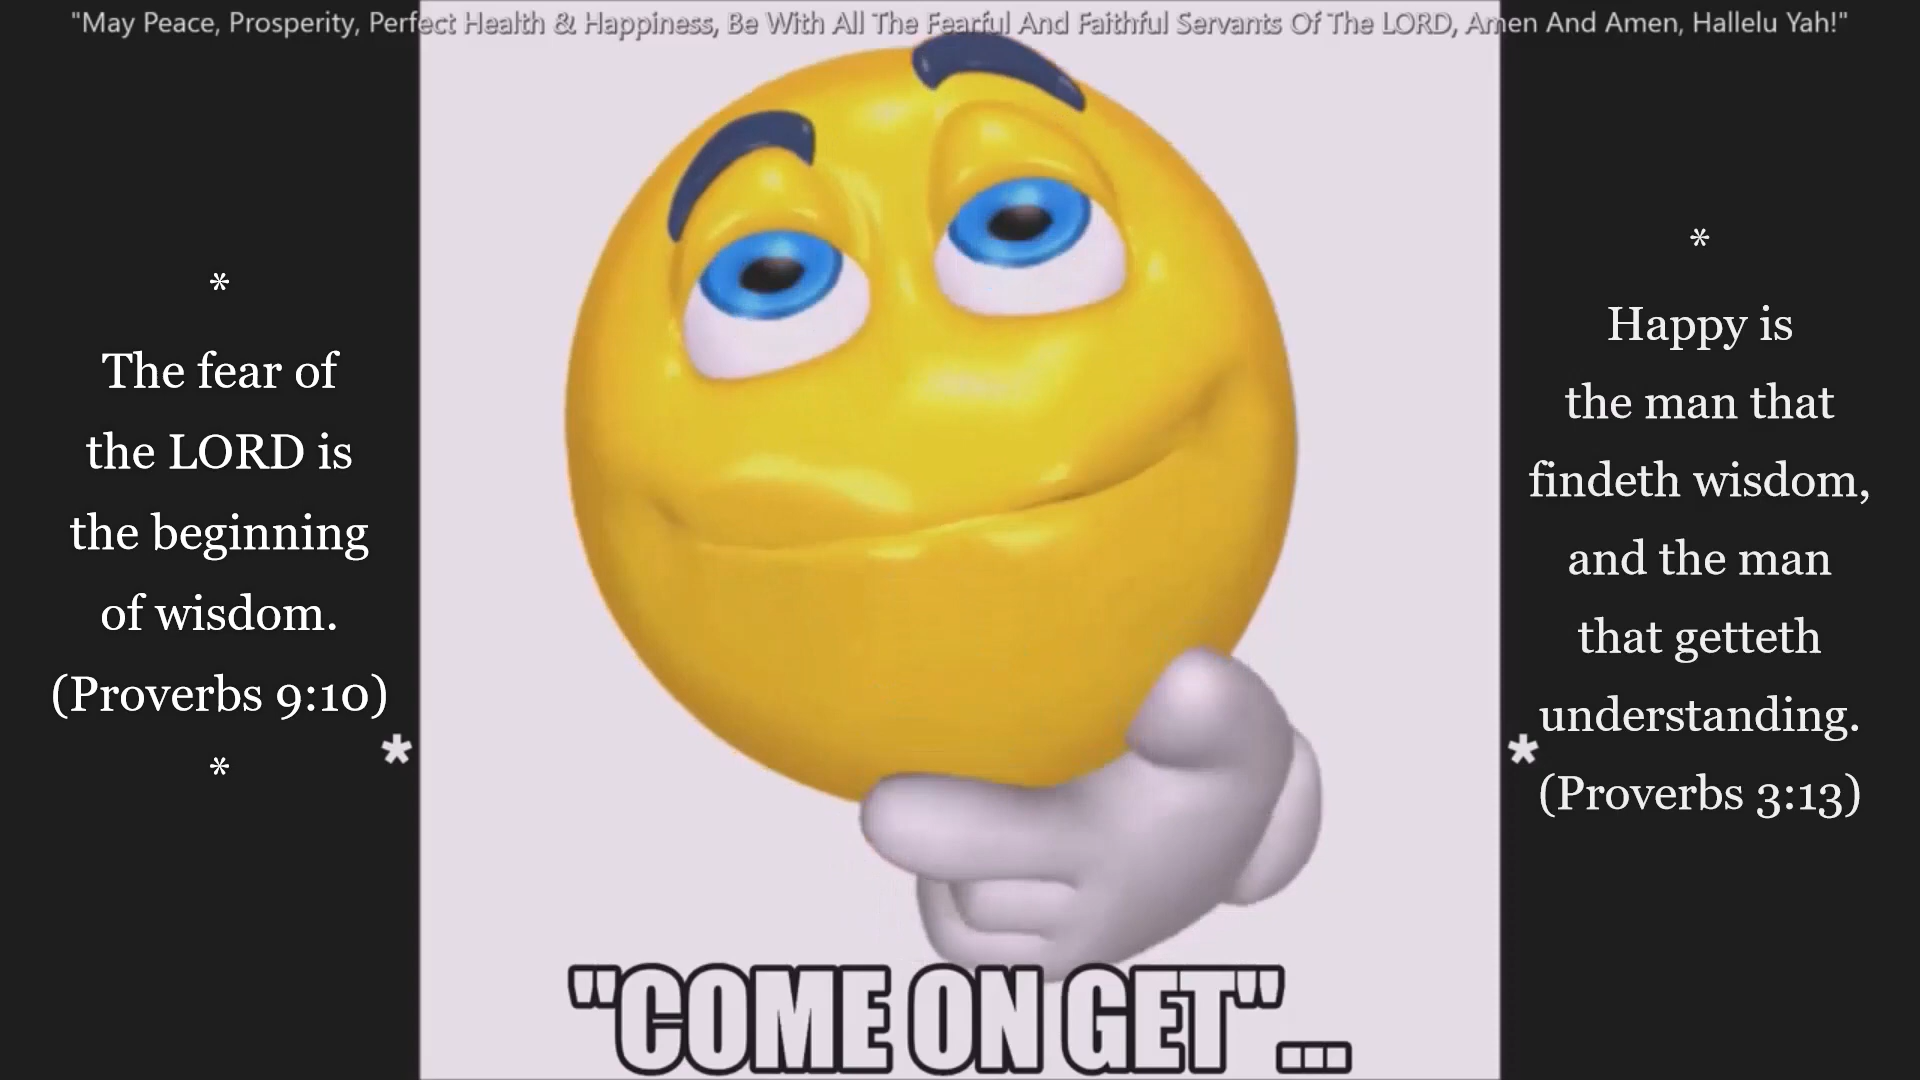 "May Peace, Prosperity, Perfect Health & Happiness, Be With All The Fearful And Faithful Servants Of The LORD, Amen And Amen, Hallelu Yah!"
*
The fear of
the LORD is
the beginning
of wisdom.
(Proverbs 9:10)
*
*
*
Happy is
the man that
findeth wisdom,
and the man
that getteth
understanding.
*
(Proverbs 3:13)
"COME ON GET"...